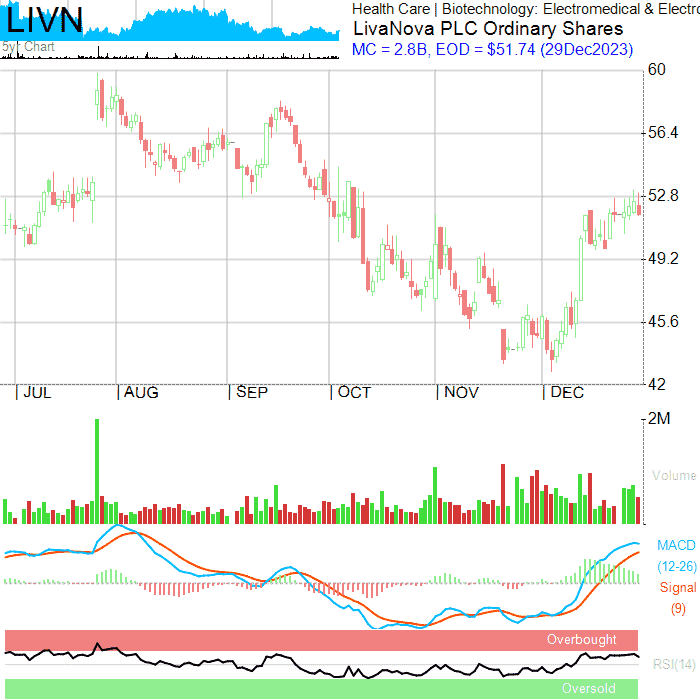 LIVN
5yr Chart
Health Care | Biotechnology: Electromedical & Electro
LivaNova PLC Ordinary Shares
MC = 2.8B, EOD = $51.74 (29Dec2023)
60
56.4
52.8
49.2
45.6
42
|JUL |AUG |SEP |OCT |NOV |DEC
2M
Volume
MACD
(12-26)
Signal
(9)
Overbought
RSI(14)
Oversold